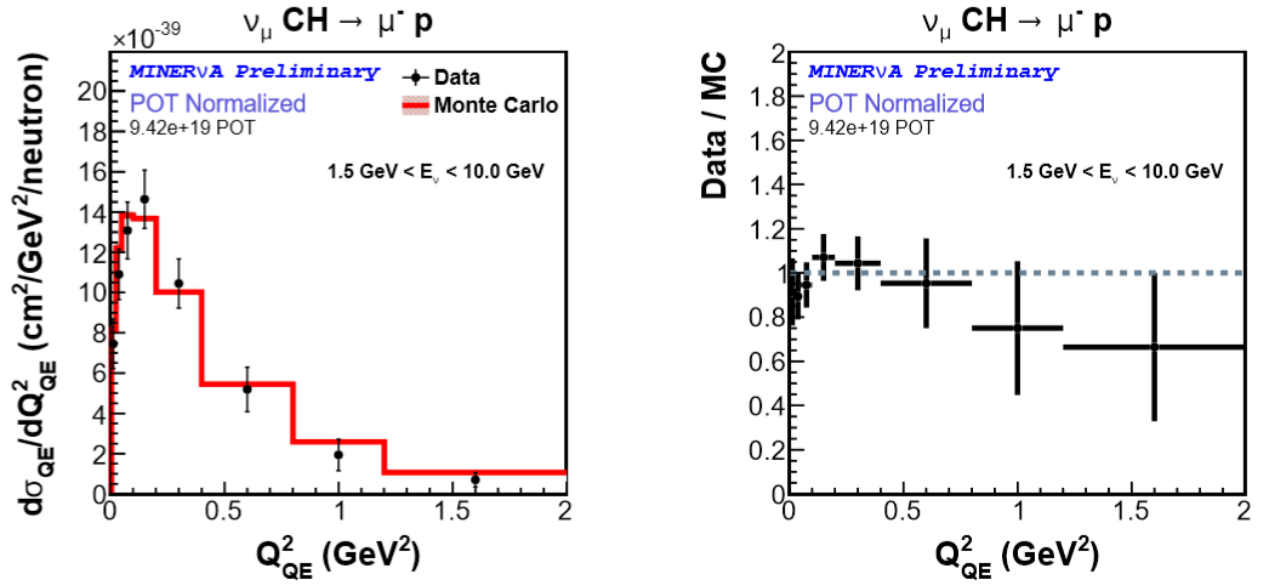 ν_μ CH → μ⁻ p
×10⁻³⁹
MINERνA Preliminary
POT Normalized
9.42e+19 POT
Data
Monte Carlo
1.5 GeV < E_ν < 10.0 GeV
dσ_QE/dQ²_QE (cm²/GeV²/neutron)
20
18
16
14
12
10
8
6
4
2
0
0 0.5 1 1.5 2
Q²_QE (GeV²)
ν_μ CH → μ⁻ p
MINERνA Preliminary
POT Normalized
9.42e+19 POT
1.5 GeV < E_ν < 10.0 GeV
Data / MC
2
1.8
1.6
1.4
1.2
1
0.8
0.6
0.4
0.2
0
0 0.5 1 1.5 2
Q²_QE (GeV²)